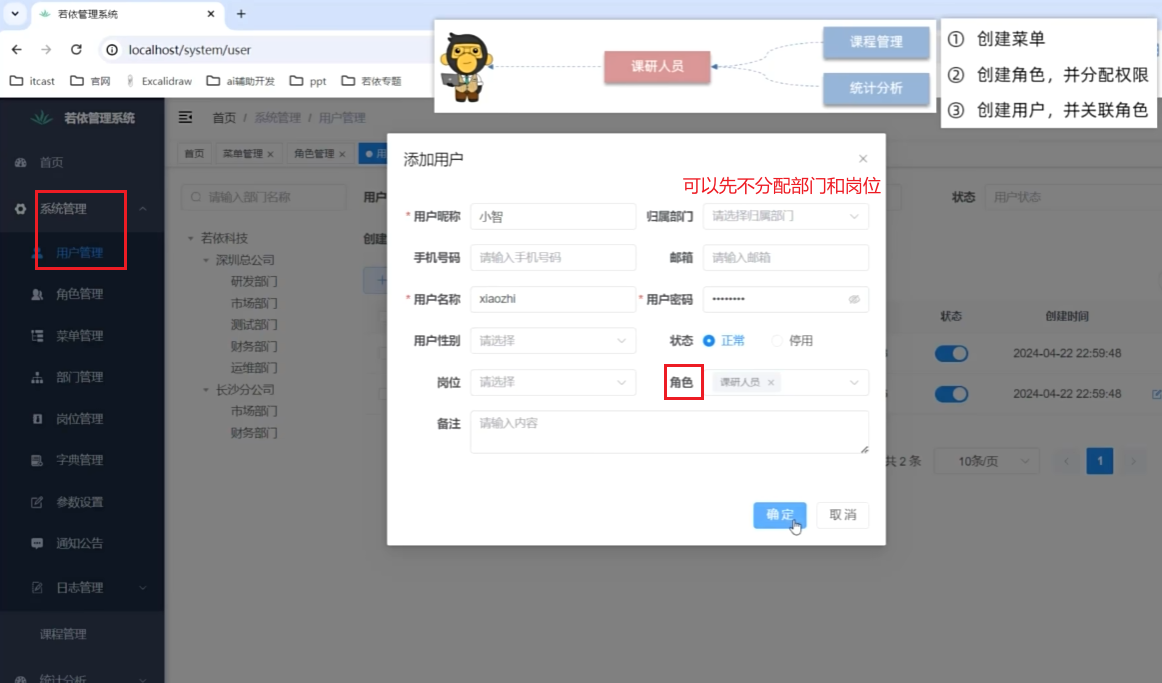 若依管理系统
localhost/system/user
itcast
官网
Excalidraw
ai辅助开发
ppt
若依专题
课研人员
课程管理
统计分析
① 创建菜单
② 创建角色，并分配权限
③ 创建用户，并关联角色
若依管理系统
首页
系统管理
用户管理
角色管理
菜单管理
部门管理
岗位管理
字典管理
参数设置
通知公告
日志管理
课程管理
统计分析
首页 / 系统管理 / 用户管理
首页
菜单管理
角色管理
用
请输入部门名称
若依科技
深圳总公司
研发部门
市场部门
测试部门
财务部门
运维部门
长沙分公司
市场部门
财务部门
用户
创建
状态
用户状态
状态
创建时间
2024-04-22 22:59:48
2024-04-22 22:59:48
共 2 条
10条/页
1
添加用户
可以先不分配部门和岗位
* 用户昵称
小智
归属部门
请选择归属部门
手机号码
请输入手机号码
邮箱
请输入邮箱
* 用户名称
xiaozhi
* 用户密码
••••••••
用户性别
请选择
状态
正常
停用
岗位
请选择
角色
课研人员
备注
请输入内容
确 定
取 消